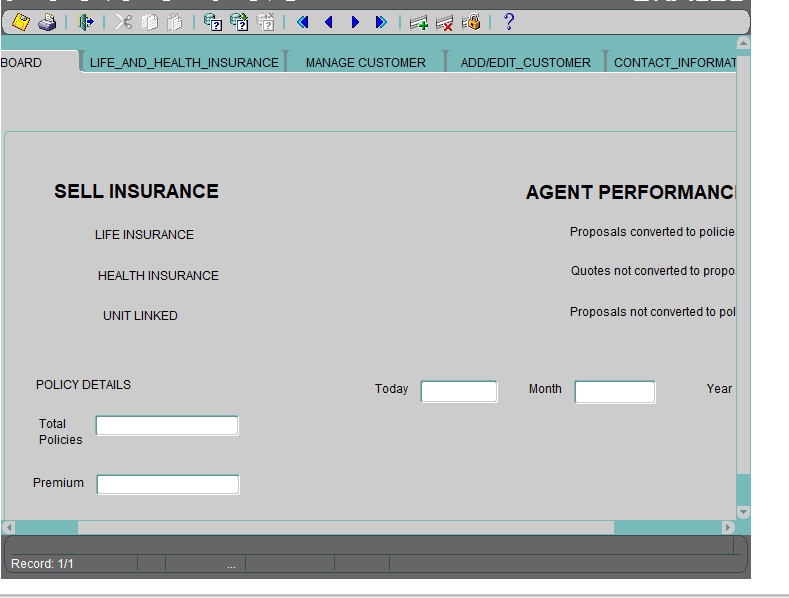 BOARD LIFE_AND_HEALTH_INSURANCE MANAGE CUSTOMER ADD/EDIT_CUSTOMER CONTACT_INFORMAT
SELL INSURANCE
AGENT PERFORMANC
LIFE INSURANCE
Proposals converted to policie
HEALTH INSURANCE
Quotes not converted to propo
UNIT LINKED
Proposals not converted to pol
POLICY DETAILS
Today
Month
Year
Total
Policies
Premium
Record: 1/1
...